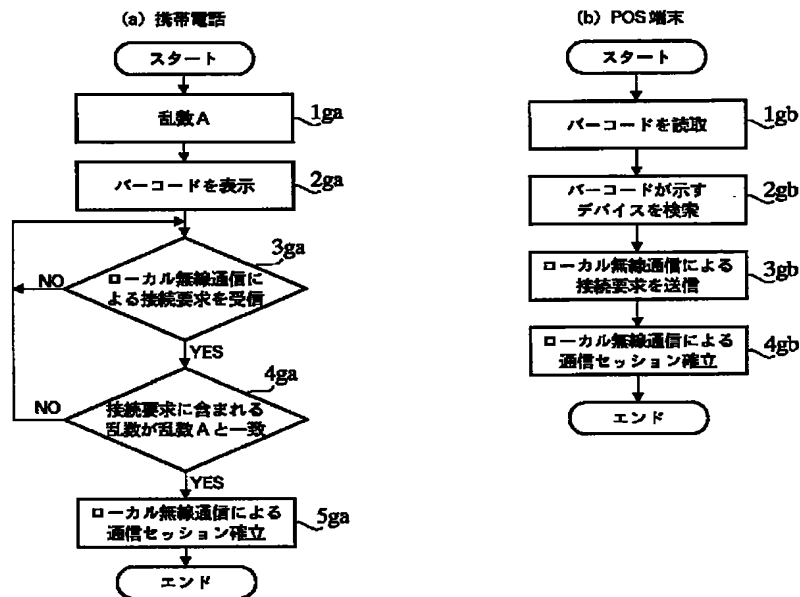 (a) 携帯電話
スタート
乱数A
1ga
バーコードを表示
2ga
3ga
ローカル無線通信に
よる接続要求を受信
NO
YES
4ga
接続要求に含まれる
乱数が乱数Aと一致
NO
YES
ローカル無線通信による
通信セッション確立
5ga
エンド
(b) POS端末
スタート
バーコードを読取
1gb
バーコードが示す
デバイスを検索
2gb
ローカル無線通信による
接続要求を送信
3gb
ローカル無線通信による
通信セッション確立
4gb
エンド